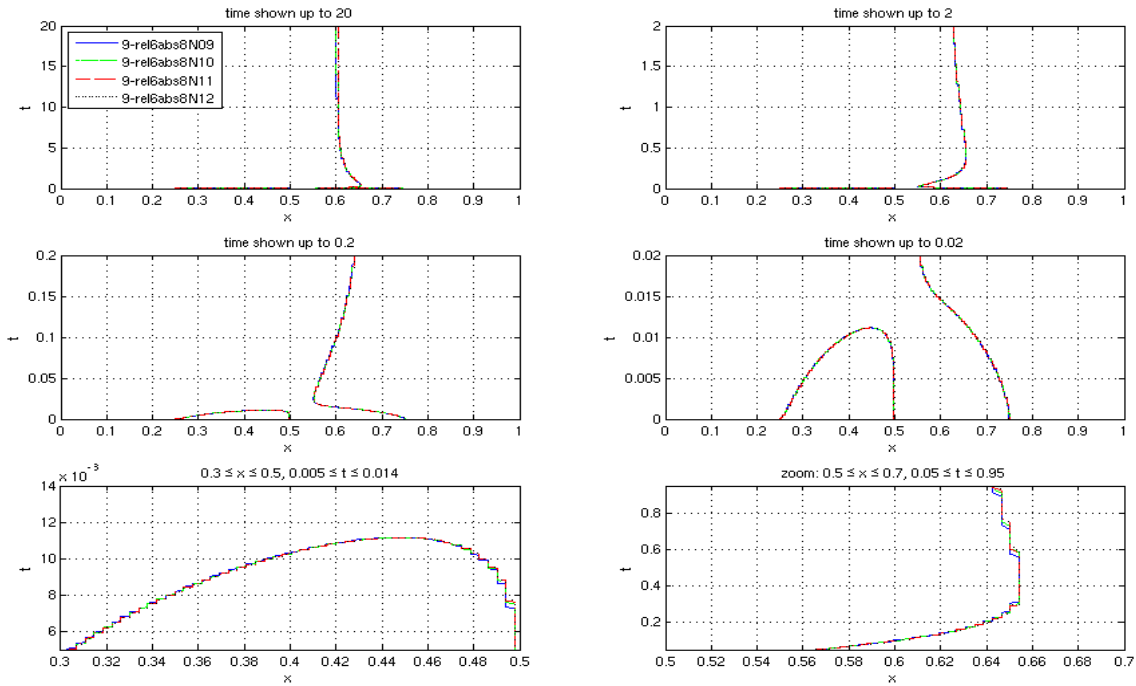 time shown up to 20
20
15
10
5
0
t
9-rel6abs8N09
9-rel6abs8N10
9-rel6abs8N11
9-rel6abs8N12
0 0.1 0.2 0.3 0.4 0.5 0.6 0.7 0.8 0.9 1
x
time shown up to 2
2
1.5
1
0.5
0
t
0 0.1 0.2 0.3 0.4 0.5 0.6 0.7 0.8 0.9 1
x
time shown up to 0.2
0.2
0.15
0.1
0.05
0
t
0 0.1 0.2 0.3 0.4 0.5 0.6 0.7 0.8 0.9 1
x
time shown up to 0.02
0.02
0.015
0.01
0.005
0
t
0 0.1 0.2 0.3 0.4 0.5 0.6 0.7 0.8 0.9 1
x
x 10⁻³
0.3 ≤ x ≤ 0.5, 0.005 ≤ t ≤ 0.014
14
12
10
8
6
t
0.3 0.32 0.34 0.36 0.38 0.4 0.42 0.44 0.46 0.48 0.5
x
zoom: 0.5 ≤ x ≤ 0.7, 0.05 ≤ t ≤ 0.95
0.8
0.6
0.4
0.2
t
0.5 0.52 0.54 0.56 0.58 0.6 0.62 0.64 0.66 0.68 0.7
x